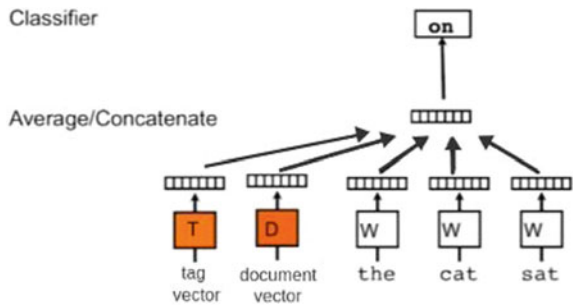 Classifier
on
Average/Concatenate
T D W W W
tag document the cat sat
vector vector